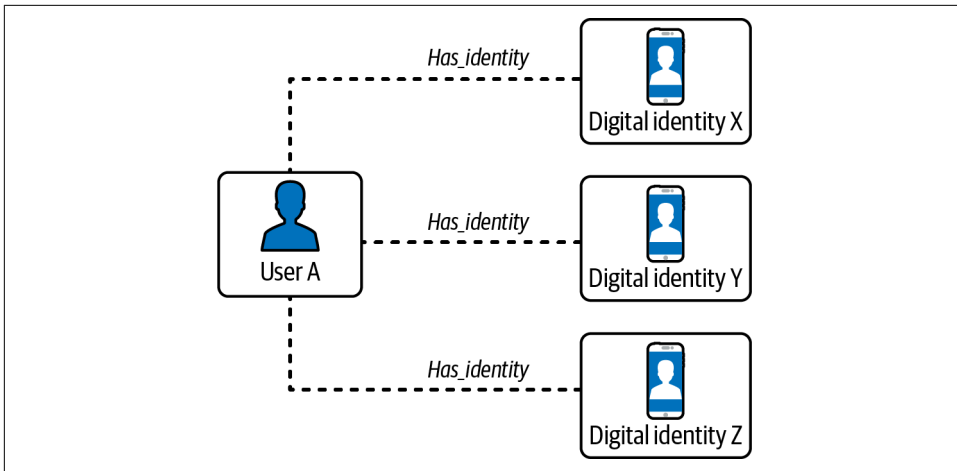 Has_identity
Digital identity X
User A
Has_identity
Digital identity Y
Has_identity
Digital identity Z